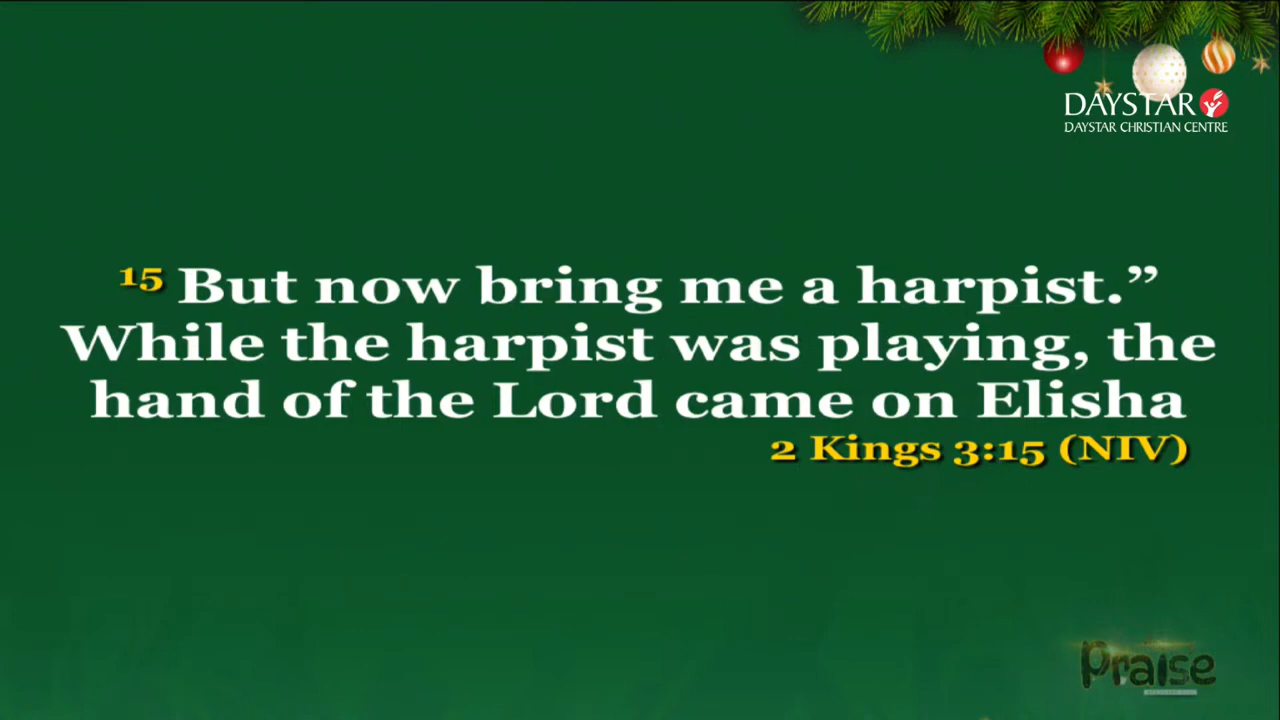 DAYSTAR
DAYSTAR CHRISTIAN CENTRE
15 But now bring me a harpist.”
While the harpist was playing, the
hand of the Lord came on Elisha
2 Kings 3:15 (NIV)
Praise